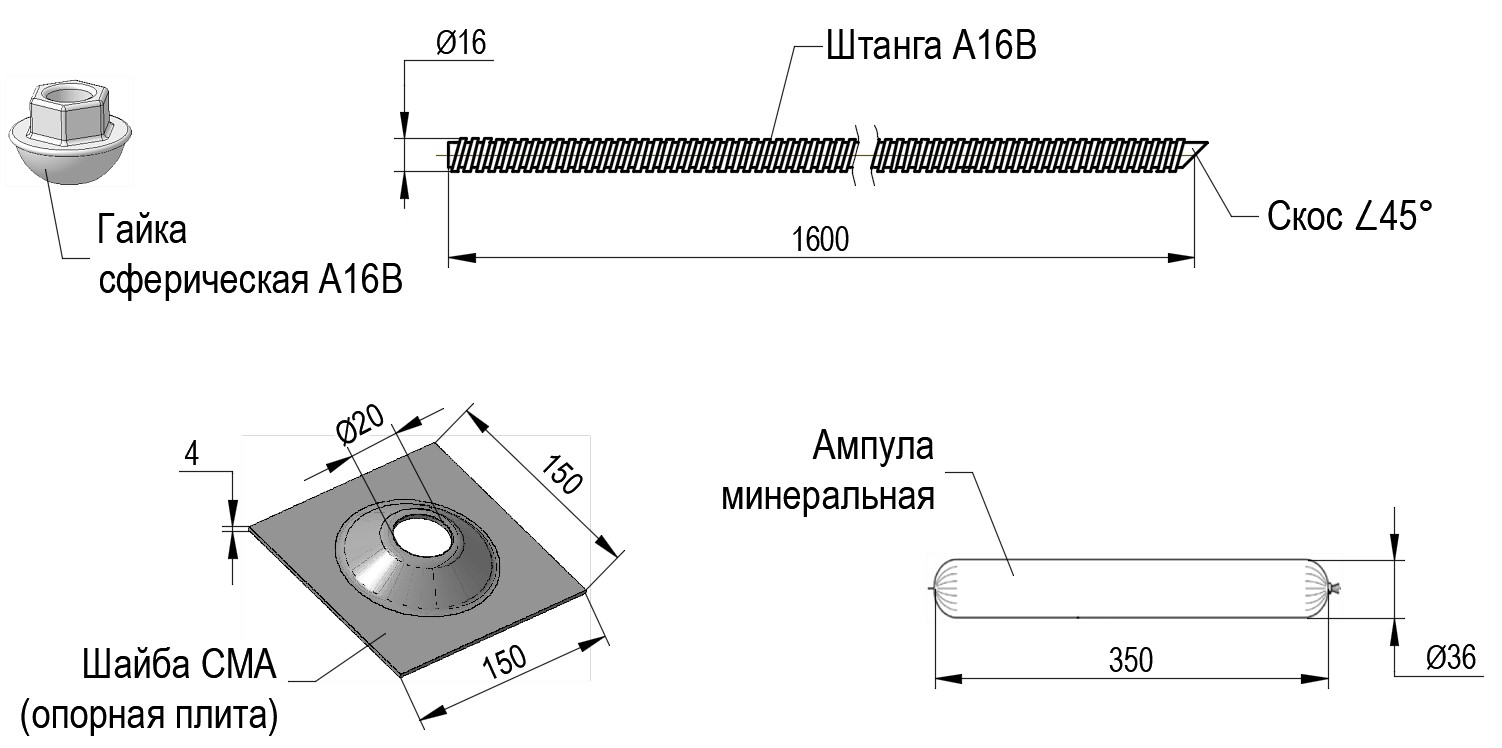 Ø16
Штанга А16В
Гайка
сферическая А16В
1600
Скос ∠45°
Ø20
4
150
150
Шайба СМА
(опорная плита)
Ампула
минеральная
350
Ø36